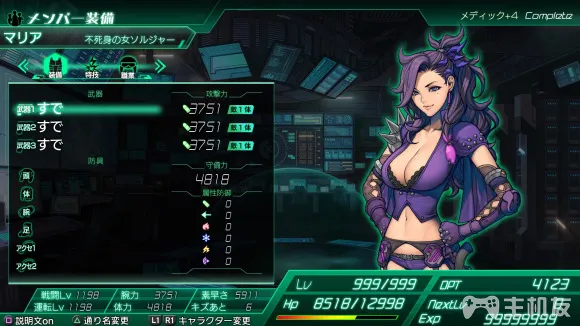 メンバー装備
メディック+4 Complete
マリア 不死身の女ソルジャー
装備 特技 職業
武器 攻撃力
武器1 すで 3751 敵1体
武器2 すで 3751 敵1体
武器3 すで 3751 敵1体
防具 守備力
4818
頭
体 属性防御
腕 0
足 0
アクセ1 0
アクセ2 0
0
0
戦闘Lv 1198 腕力 3751 素早さ 5911
運転Lv 1198 体力 4818 キズあと 6
説明文on 通り名変更 L1 R1 キャラクター変更
Lv 999/999 DPT 4123
Hp 8518/12998 NextLv
Exp 99999999
主机友